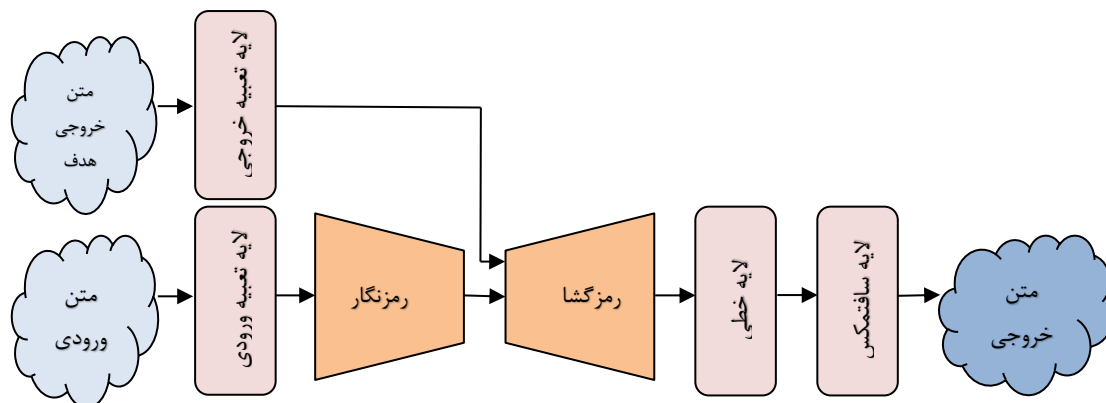 متن
خروجی
هدف
لایه تعبیه خروجی
متن
ورودی
لایه تعبیه ورودی
رمزنگار
رمزگشا
لایه خطی
لایه سافتمکس
متن
خروجی